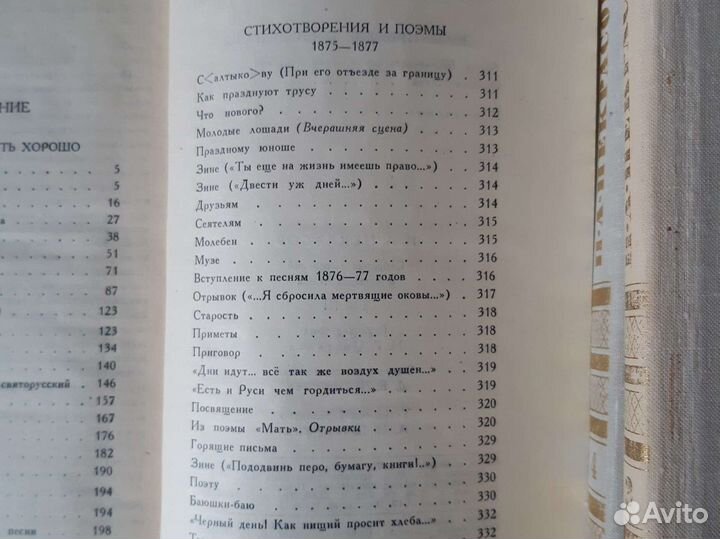 НИЕ
ТЬ ХОРОШО
5
5
16
а 27
38
51
71
87
123
123
134
140
святорусский 146
157
167
176
182
190
194
194
песни 198
СТИХОТВОРЕНИЯ И ПОЭМЫ
1875—1877
С<алтыко>ву (При его отъезде за границу) . 311
Как празднуют трусу . . . . . . 311
Что нового? . . . . . . . . 312
Молодые лошади (Вчерашняя сцена) . . . 313
Праздному юноше . . . . . . . 313
Зине («Ты еще на жизнь имеешь право...») . 314
Зине («Двести уж дней...») . . . . 314
Друзьям . . . . . . . . . 314
Сеятелям . . . . . . . . . 315
Молебен . . . . . . . . . 315
Музе . . . . . . . . . . 316
Вступление к песням 1876—77 годов . . . 316
Отрывок («...Я сбросила мертвящие оковы...») . 317
Старость . . . . . . . . . 318
Приметы . . . . . . . . . 318
Приговор . . . . . . . . . 318
«Дни идут... всё так же воздух душен...» . . 319
«Есть и Руси чем гордиться...» . . . . 319
Посвящение . . . . . . . . 320
Из поэмы «Мать». Отрывки . . . . . 320
Горящие письма . . . . . . . 329
Зине («Пододвинь перо, бумагу, книги!..») . . 329
Поэту . . . . . . . . . . 330
Баюшки-баю . . . . . . . . 330
«Черный день! Как нищий просит хлеба...» . . 332
332
Н·А·НЕКРАСО
Avito